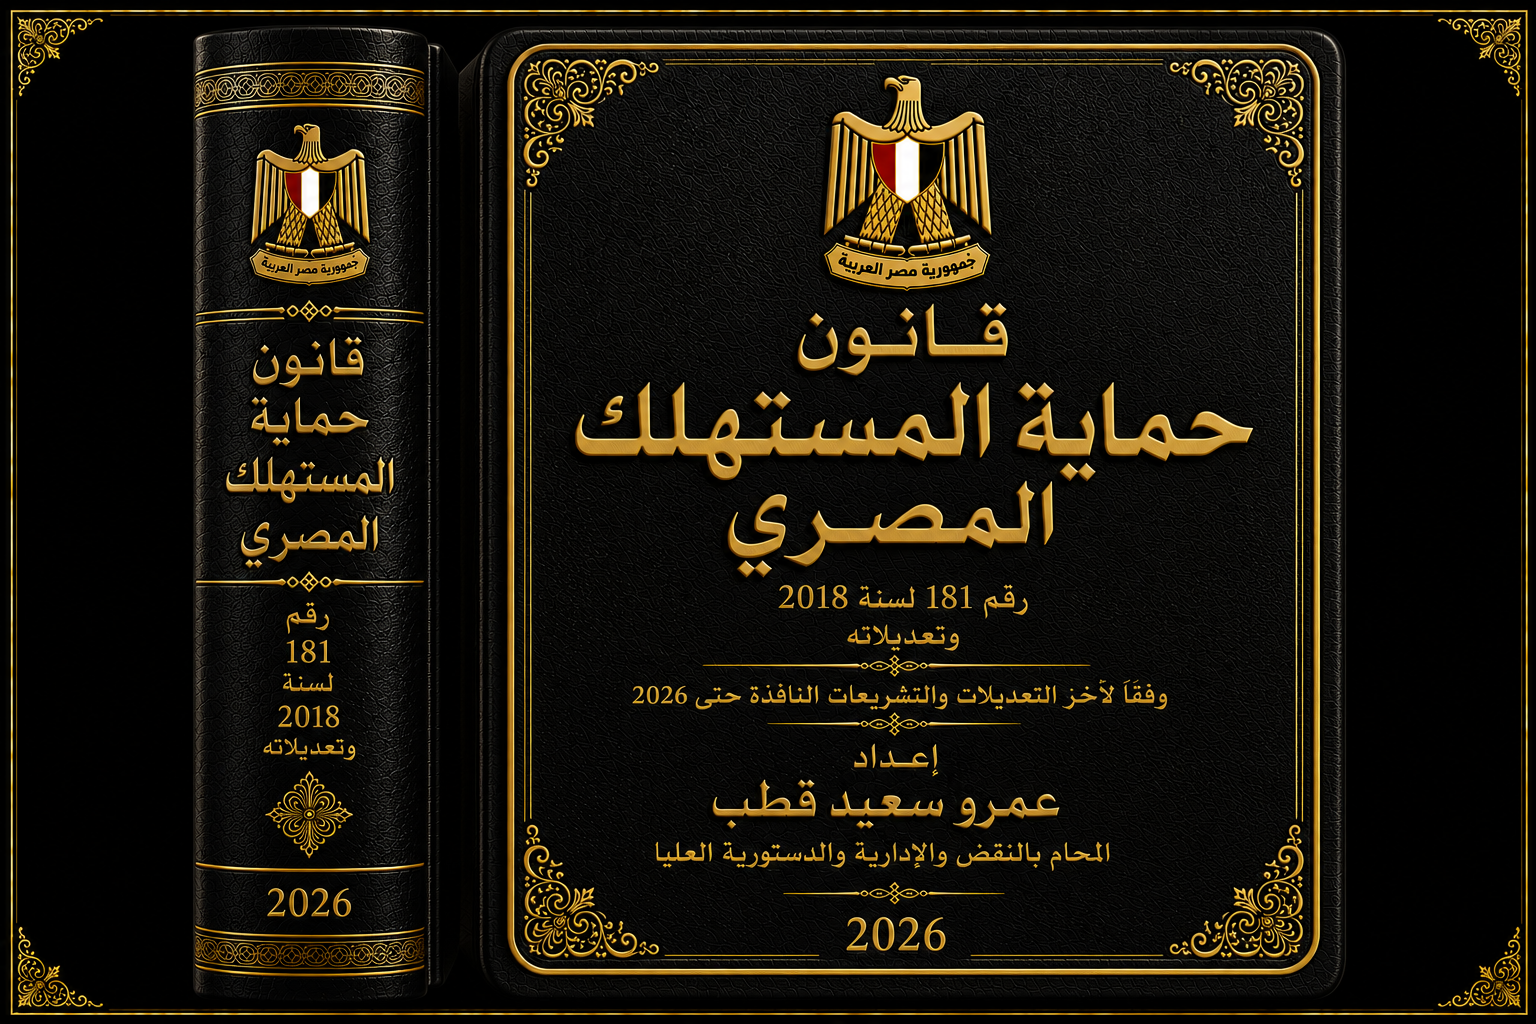 جمهورية مصر العربية
قانون
حماية المستهلك
المصري
رقم 181 لسنة 2018
وتعديلاته
وفقاً لأخز التعديلات والتشريعات النافذة حتى 2026
إعداد
عمرو سعيد قطب
المحام بالنقض والإدارية والدستورية العليا
2026
جمهورية مصر العربية
قانون
حماية
المستهلك
المصري
رقم
181
لسنة
2018
وتعديلاته
2026